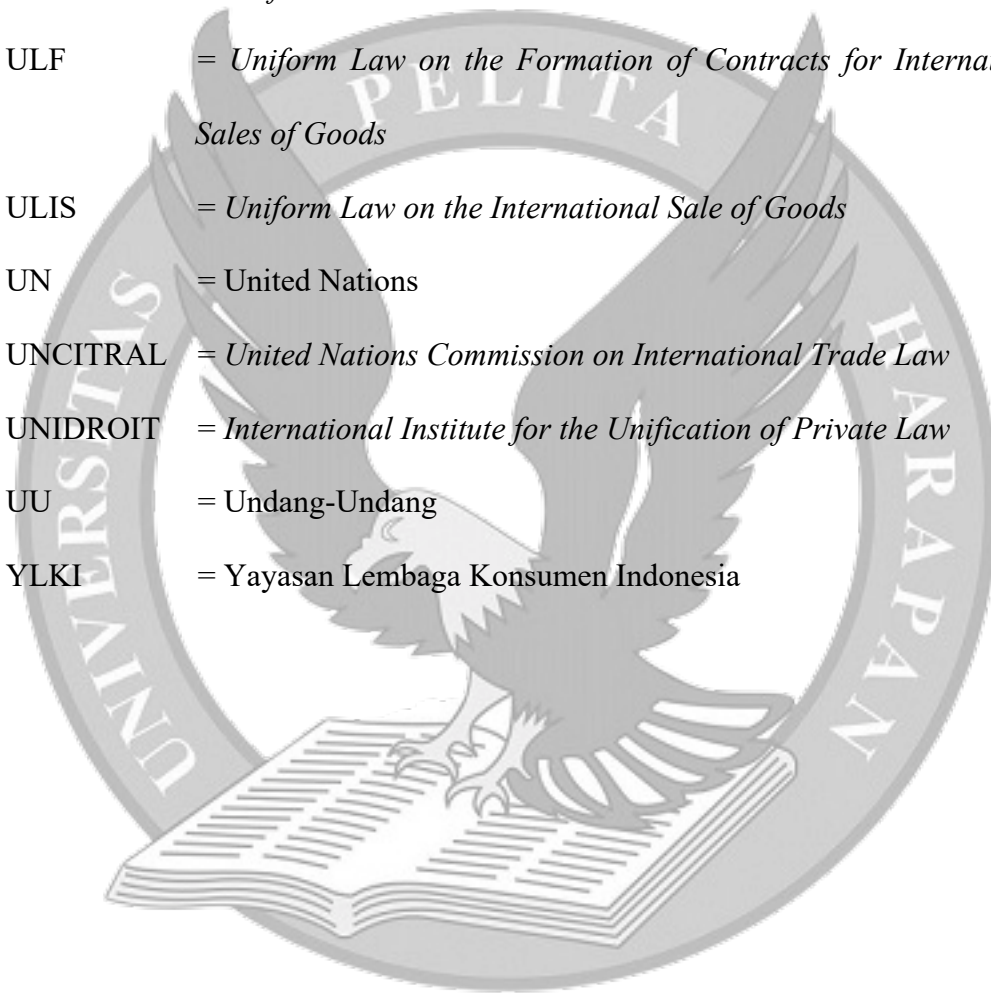 ULF = Uniform Law on the Formation of Contracts for
Sales of Goods
ULIS = Uniform Law on the International Sale of Goods
UN = United Nations
UNCITRAL = United Nations Commission on International Trade Law
UNIDROIT = International Institute for the Unification of Private Law
UU = Undang-Undang
YLKI = Yayasan Lembaga Konsumen Indonesia
UNIVERSITAS PELITA HARAPAN